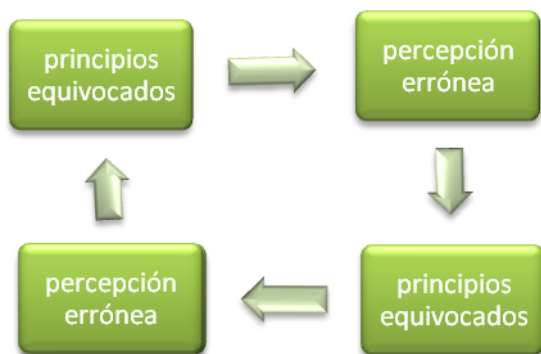 principios
equivocados
percepción
errónea
percepción
errónea
principios
equivocados